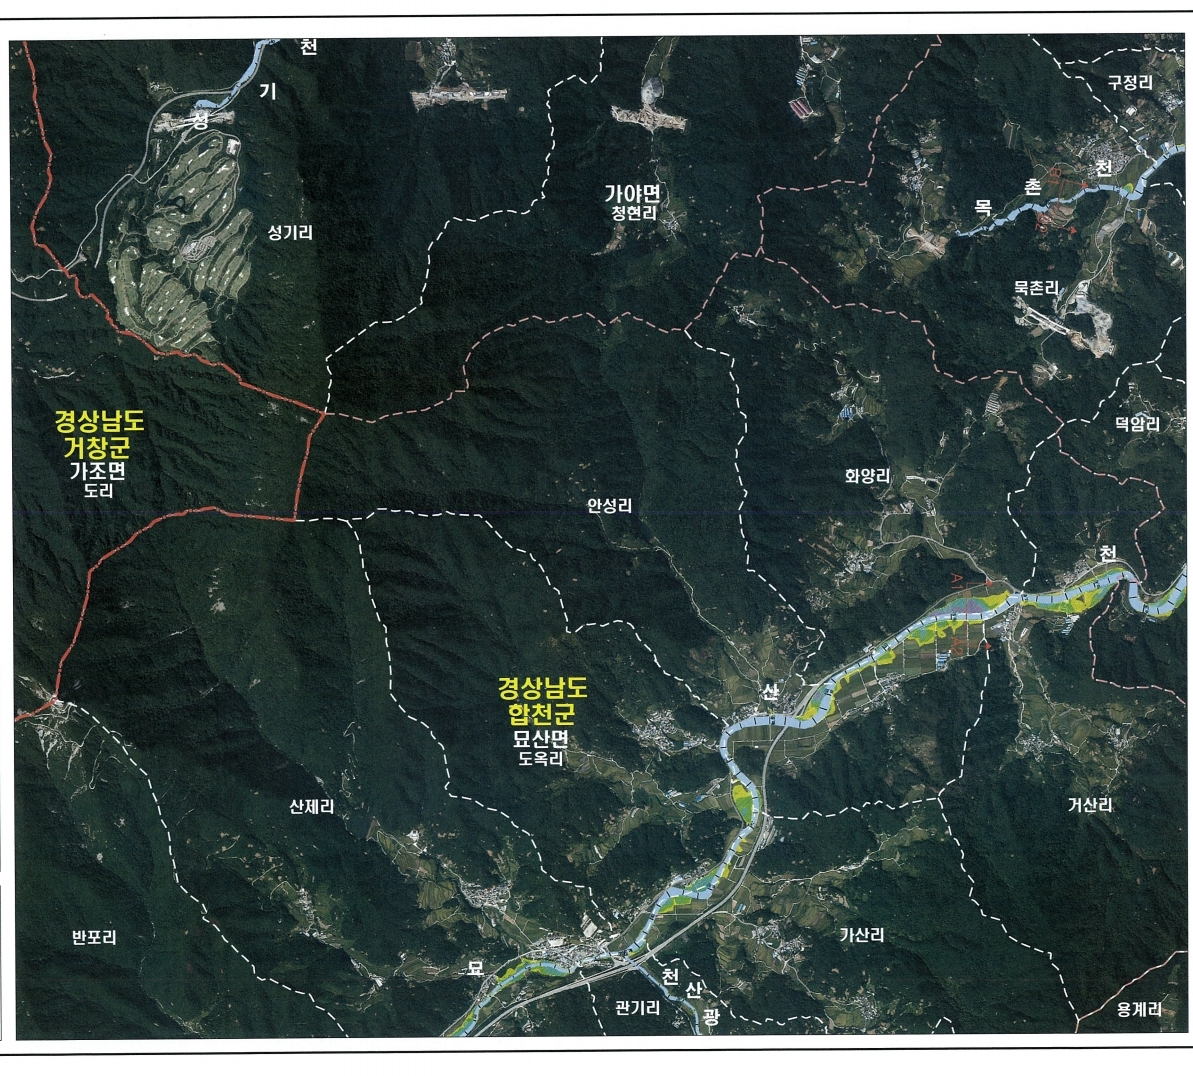 천
기
성
구정리
천
촌
목
가야면
청현리
성기리
묵촌리
경상남도
거창군
가조면
도리
덕암리
화양리
안성리
천
A
경상남도
합천군
묘산면
도옥리
산
산제리
거산리
반포리
가산리
묘
천
산
광
관기리
용계리